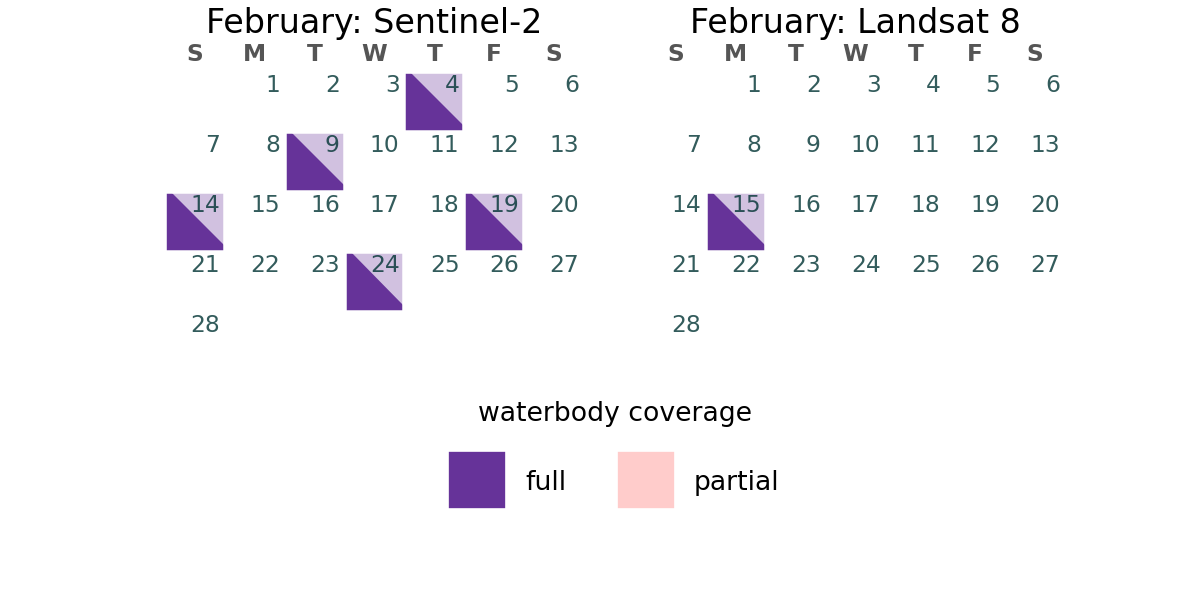 February: Sentinel-2
S M T W T F S
1 2 3 4 5 6
7 8 9 10 11 12 13
14 15 16 17 18 19 20
21 22 23 24 25 26 27
28
February: Landsat 8
S M T W T F S
1 2 3 4 5 6
7 8 9 10 11 12 13
14 15 16 17 18 19 20
21 22 23 24 25 26 27
28
waterbody coverage
full partial